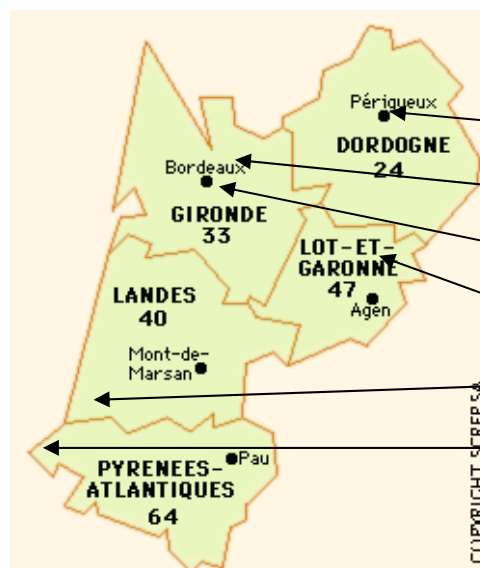 Périgueux
DORDOGNE
24
Bordeaux
GIRONDE
33
LOT-ET-
GARONNE
47
Agen
LANDES
40
Mont-de-
Marsan
Pau
PYRENEES-
ATLANTIQUES
64
COPYRIGHT